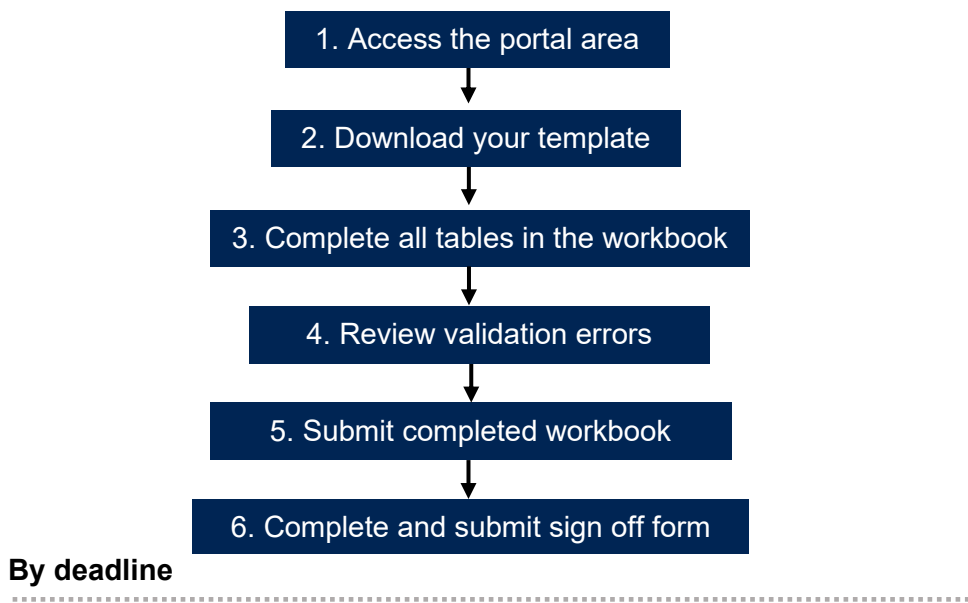 1. Access the portal area
2. Download your template
3. Complete all tables in the workbook
4. Review validation errors
5. Submit completed workbook
6. Complete and submit sign off form
By deadline